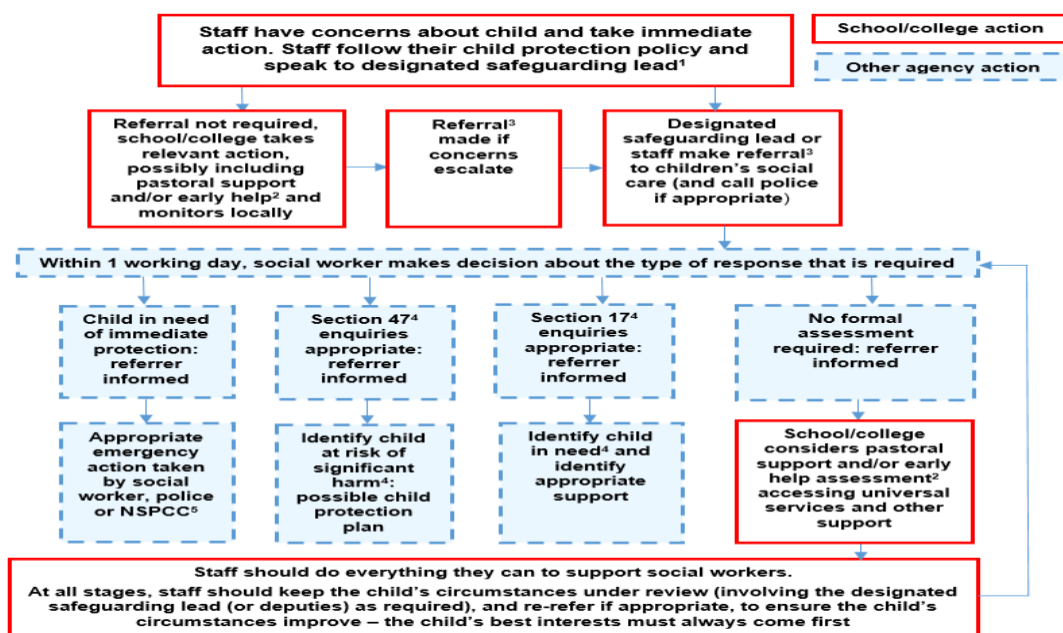 Staff have concerns about child and take immediate
action. Staff follow their child protection policy and
speak to designated safeguarding lead¹
School/college action
Other agency action
Referral not required,
school/college takes
relevant action,
possibly including
pastoral support
and/or early help²  and
monitors locally
Referral³
made if
concerns
escalate
Designated
safeguarding lead or
staff make referral³
to children's social
care (and call police
if appropriate)
Within 1 working day, social worker makes decision about the type of response that is required
Child in need
of immediate
protection:
referrer
informed
Section 47⁴
enquiries
appropriate:
referrer
informed
Section 17⁴
enquiries
appropriate:
referrer
informed
No formal
assessment
required: referrer
informed
Appropriate
emergency
action taken
by social
worker, police
or NSPCC⁵
Identify child
at risk of
significant
harm⁴:
possible child
protection
plan
Identify child
in need⁴ and
identify
appropriate
support
School/college
considers pastoral
support and/or early
help assessment²
accessing universal
services and other
support
Staff should do everything they can to support social workers.
At all stages, staff should keep the child's circumstances under review (involving the designated
safeguarding lead (or deputies) as required), and re-refer if appropriate, to ensure the child's
circumstances improve – the child's best interests must always come first